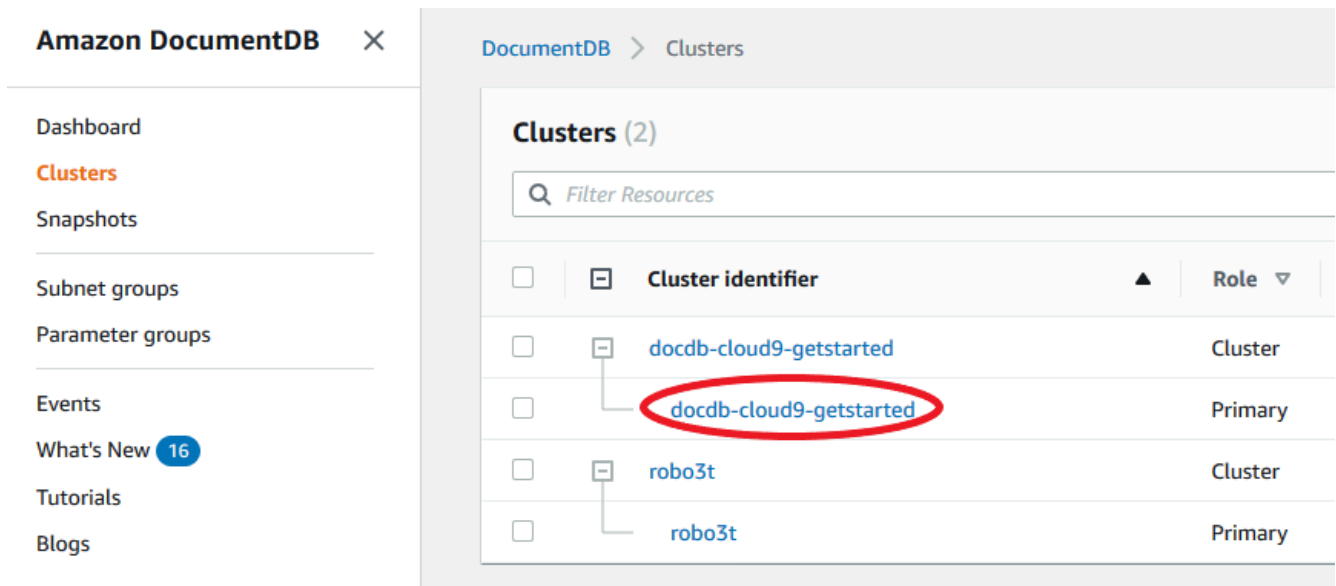 Amazon DocumentDB
Dashboard
Clusters
Snapshots
Subnet groups
Parameter groups
Events
What's New 16
Tutorials
Blogs
DocumentDB > Clusters
Clusters (2)
Filter Resources
Cluster identifier Role
docdb-cloud9-getstarted Cluster
docdb-cloud9-getstarted Primary
robo3t Cluster
robo3t Primary